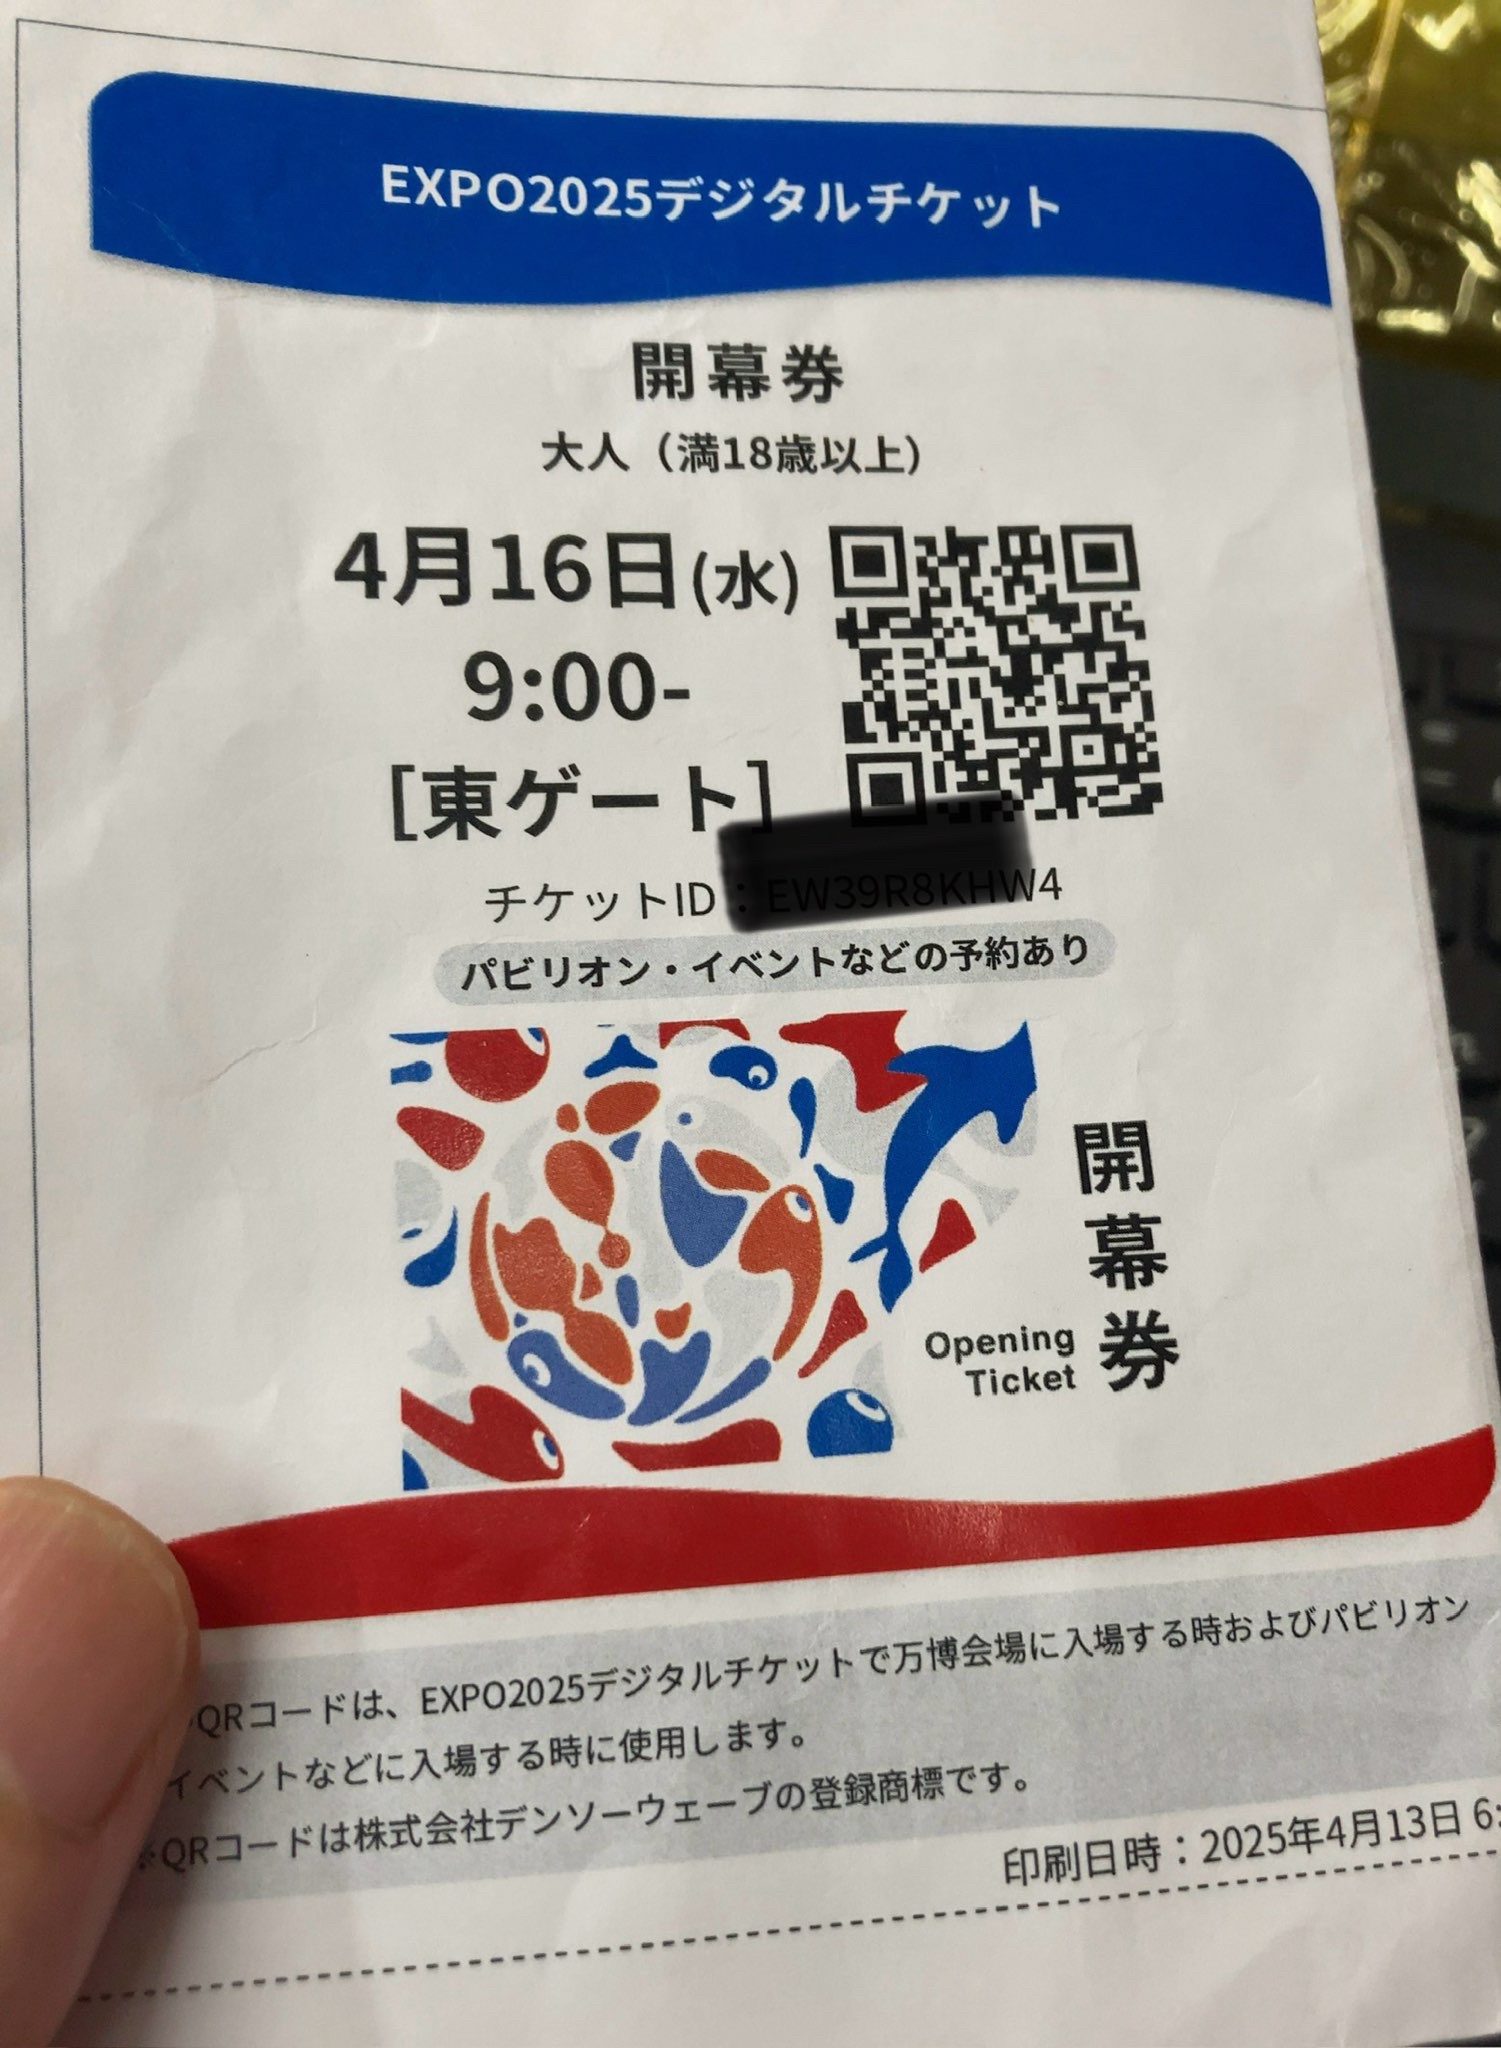 EXPO2025デジタルチケット
開幕券
大人（満18歳以上）
4月16日(水)
9:00-
[東ゲート]
チケットID：
パビリオン・イベントなどの予約あり
開幕券
Opening
Ticket
QRコードは、EXPO2025デジタルチケットで万博会場に入場する時およびパビリオン
イベントなどに入場する時に使用します。
※QRコードは株式会社デンソーウェーブの登録商標です。
印刷日時：2025年4月13日 6: